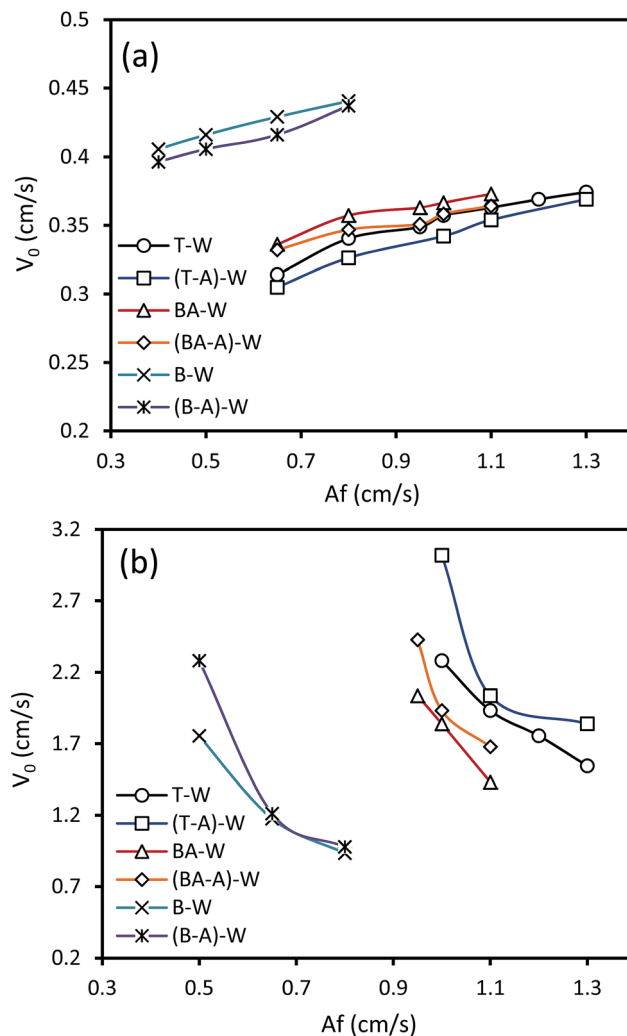 (a)
0.5
0.45
0.4
0.35
0.3
0.25
0.2
V₀ (cm/s)
T-W
(T-A)-W
BA-W
(BA-A)-W
B-W
(B-A)-W
0.3 0.5 0.7 0.9 1.1 1.3
Af (cm/s)
(b)
3.2
2.7
2.2
1.7
1.2
0.7
0.2
V₀ (cm/s)
T-W
(T-A)-W
BA-W
(BA-A)-W
B-W
(B-A)-W
0.3 0.5 0.7 0.9 1.1 1.3
Af (cm/s)